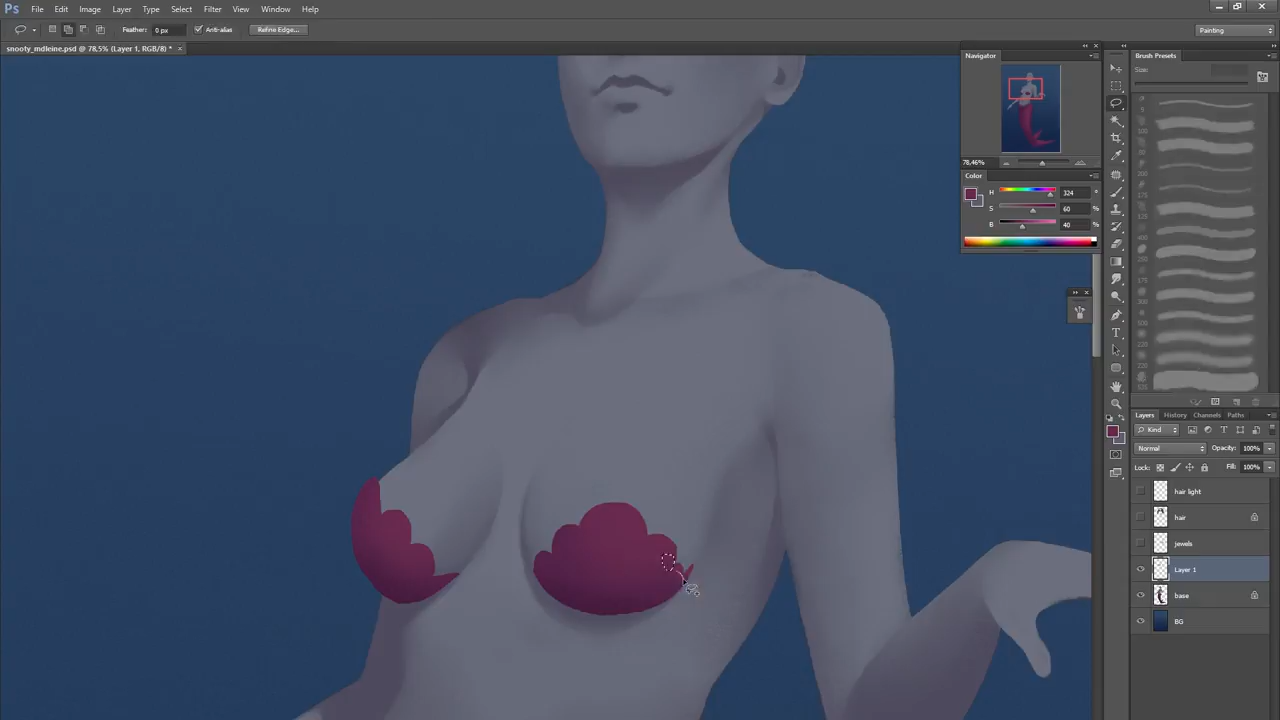 Ps File Edit Image Layer Type Select Filter View Window Help
Feather: 0 px Anti-alias Refine Edge... Painting
snooty_mdleine.psd @ 78,5% (Layer 1, RGB/8) *
Navigator
78,46%
Color
H 324 °
S 60 %
B 40 %
Brush Presets
Size:
Layers History Channels Paths
Kind
Normal Opacity: 100%
Lock: Fill: 100%
hair light
hair
jewels
Layer 1
base
BG